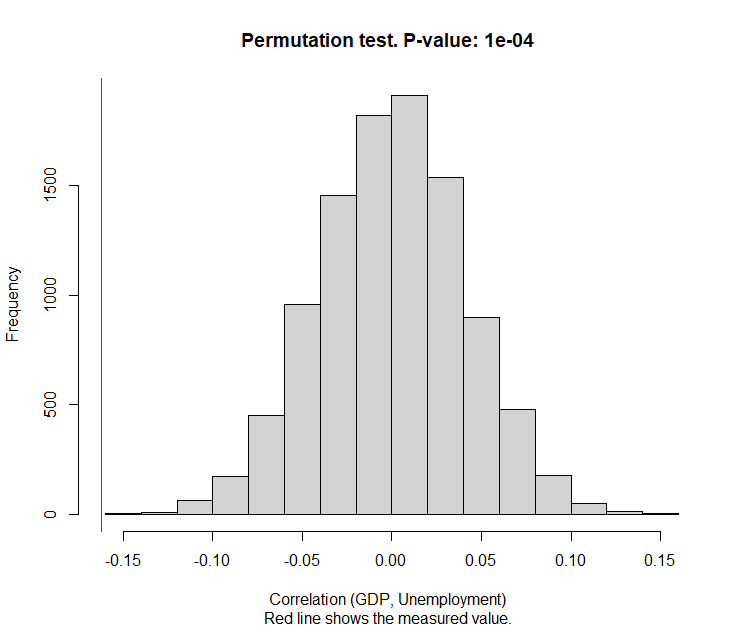 Permutation test. P-value: 1e-04
Frequency
1500
1000
500
0
-0.15 -0.10 -0.05 0.00 0.05 0.10 0.15
Correlation (GDP, Unemployment)
Red line shows the measured value.